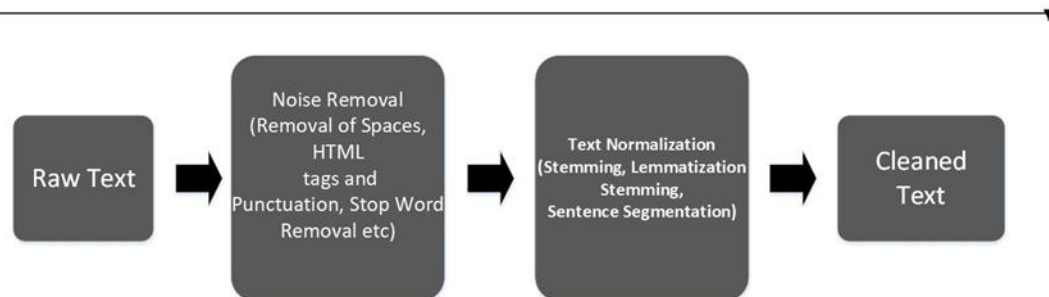 Raw Text
Noise Removal
(Removal of Spaces,
HTML
tags and
Punctuation, Stop Word
Removal etc)
Text Normalization
(Stemming, Lemmatization
Stemming,
Sentence Segmentation)
Cleaned
Text